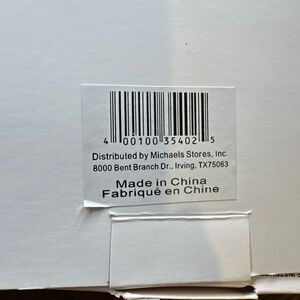 4 00100 35402 5
Distributed by Michaels Stores, Inc.
8000 Bent Branch Dr., Irving, TX75063
Made in China
Fabriqué en Chine